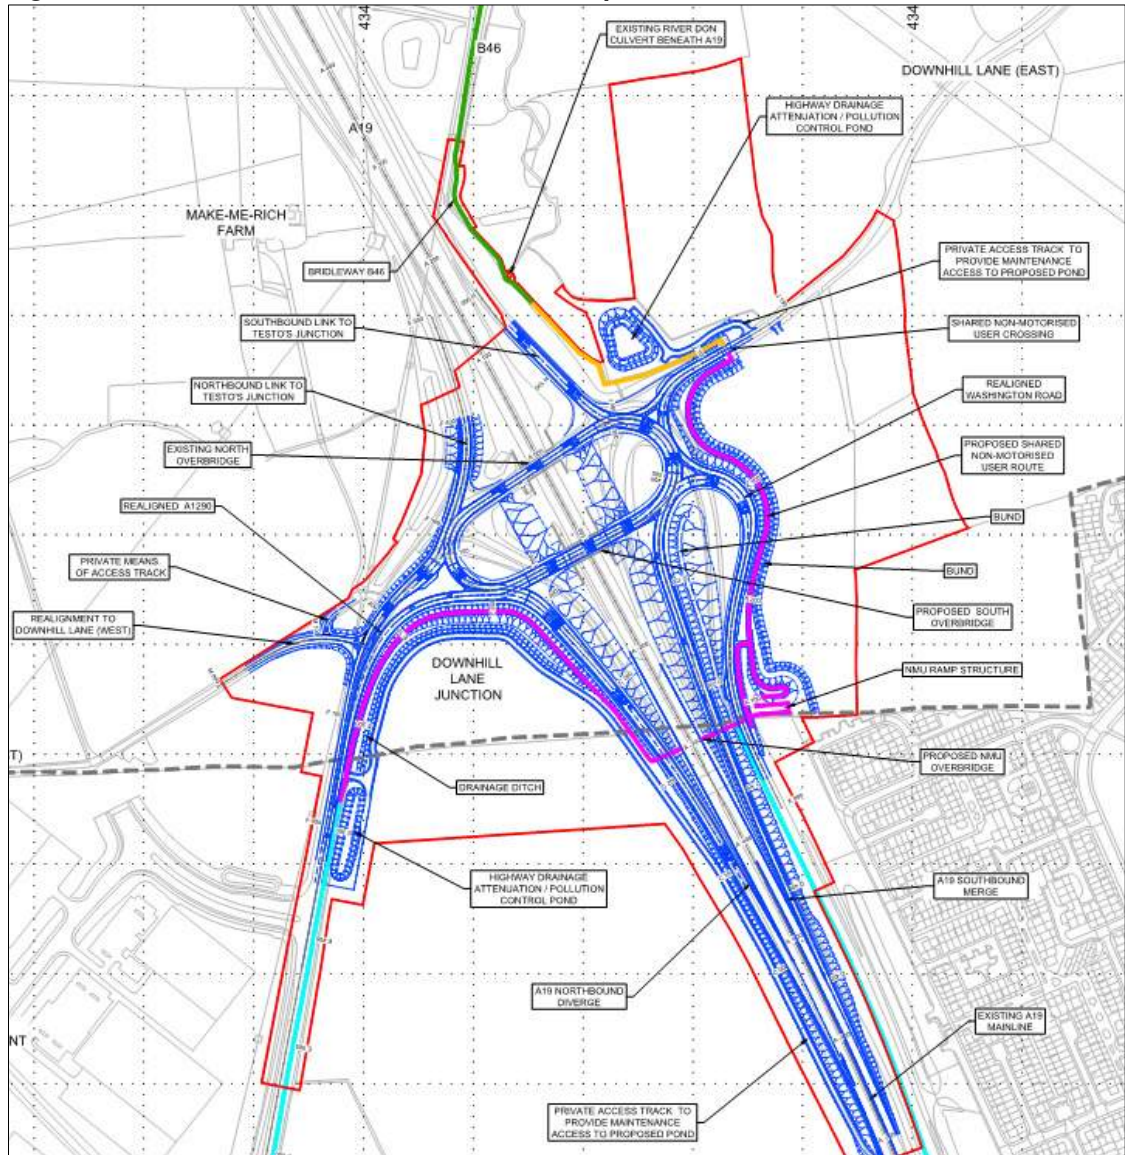 434
434
B46
EXISTING RIVER DON
CULVERT BENEATH A19
DOWNHILL LANE (EAST)
HIGHWAY DRAINAGE
ATTENUATION / POLLUTION
CONTROL POND
A19
MAKE-ME-RICH
FARM
BRIDLEWAY B46
PRIVATE ACCESS TRACK TO
PROVIDE MAINTENANCE
ACCESS TO PROPOSED POND
SOUTHBOUND LINK TO
TESTO'S JUNCTION
SHARED NON-MOTORISED
USER CROSSING
NORTHBOUND LINK TO
TESTO'S JUNCTION
REALIGNED
WASHINGTON ROAD
EXISTING NORTH
OVERBRIDGE
PROPOSED SHARED
NON-MOTORISED
USER ROUTE
REALIGNED A1290
BUND
PRIVATE MEANS
OF ACCESS TRACK
BUND
REALIGNMENT TO
DOWNHILL LANE (WEST)
PROPOSED SOUTH
OVERBRIDGE
DOWNHILL
LANE
JUNCTION
NMU RAMP STRUCTURE
T)
PROPOSED NMU
OVERBRIDGE
DRAINAGE DITCH
HIGHWAY DRAINAGE
ATTENUATION / POLLUTION
CONTROL POND
A19 SOUTHBOUND
MERGE
A19 NORTHBOUND
DIVERGE
EXISTING A19
MAINLINE
NT
PRIVATE ACCESS TRACK TO
PROVIDE MAINTENANCE
ACCESS TO PROPOSED POND